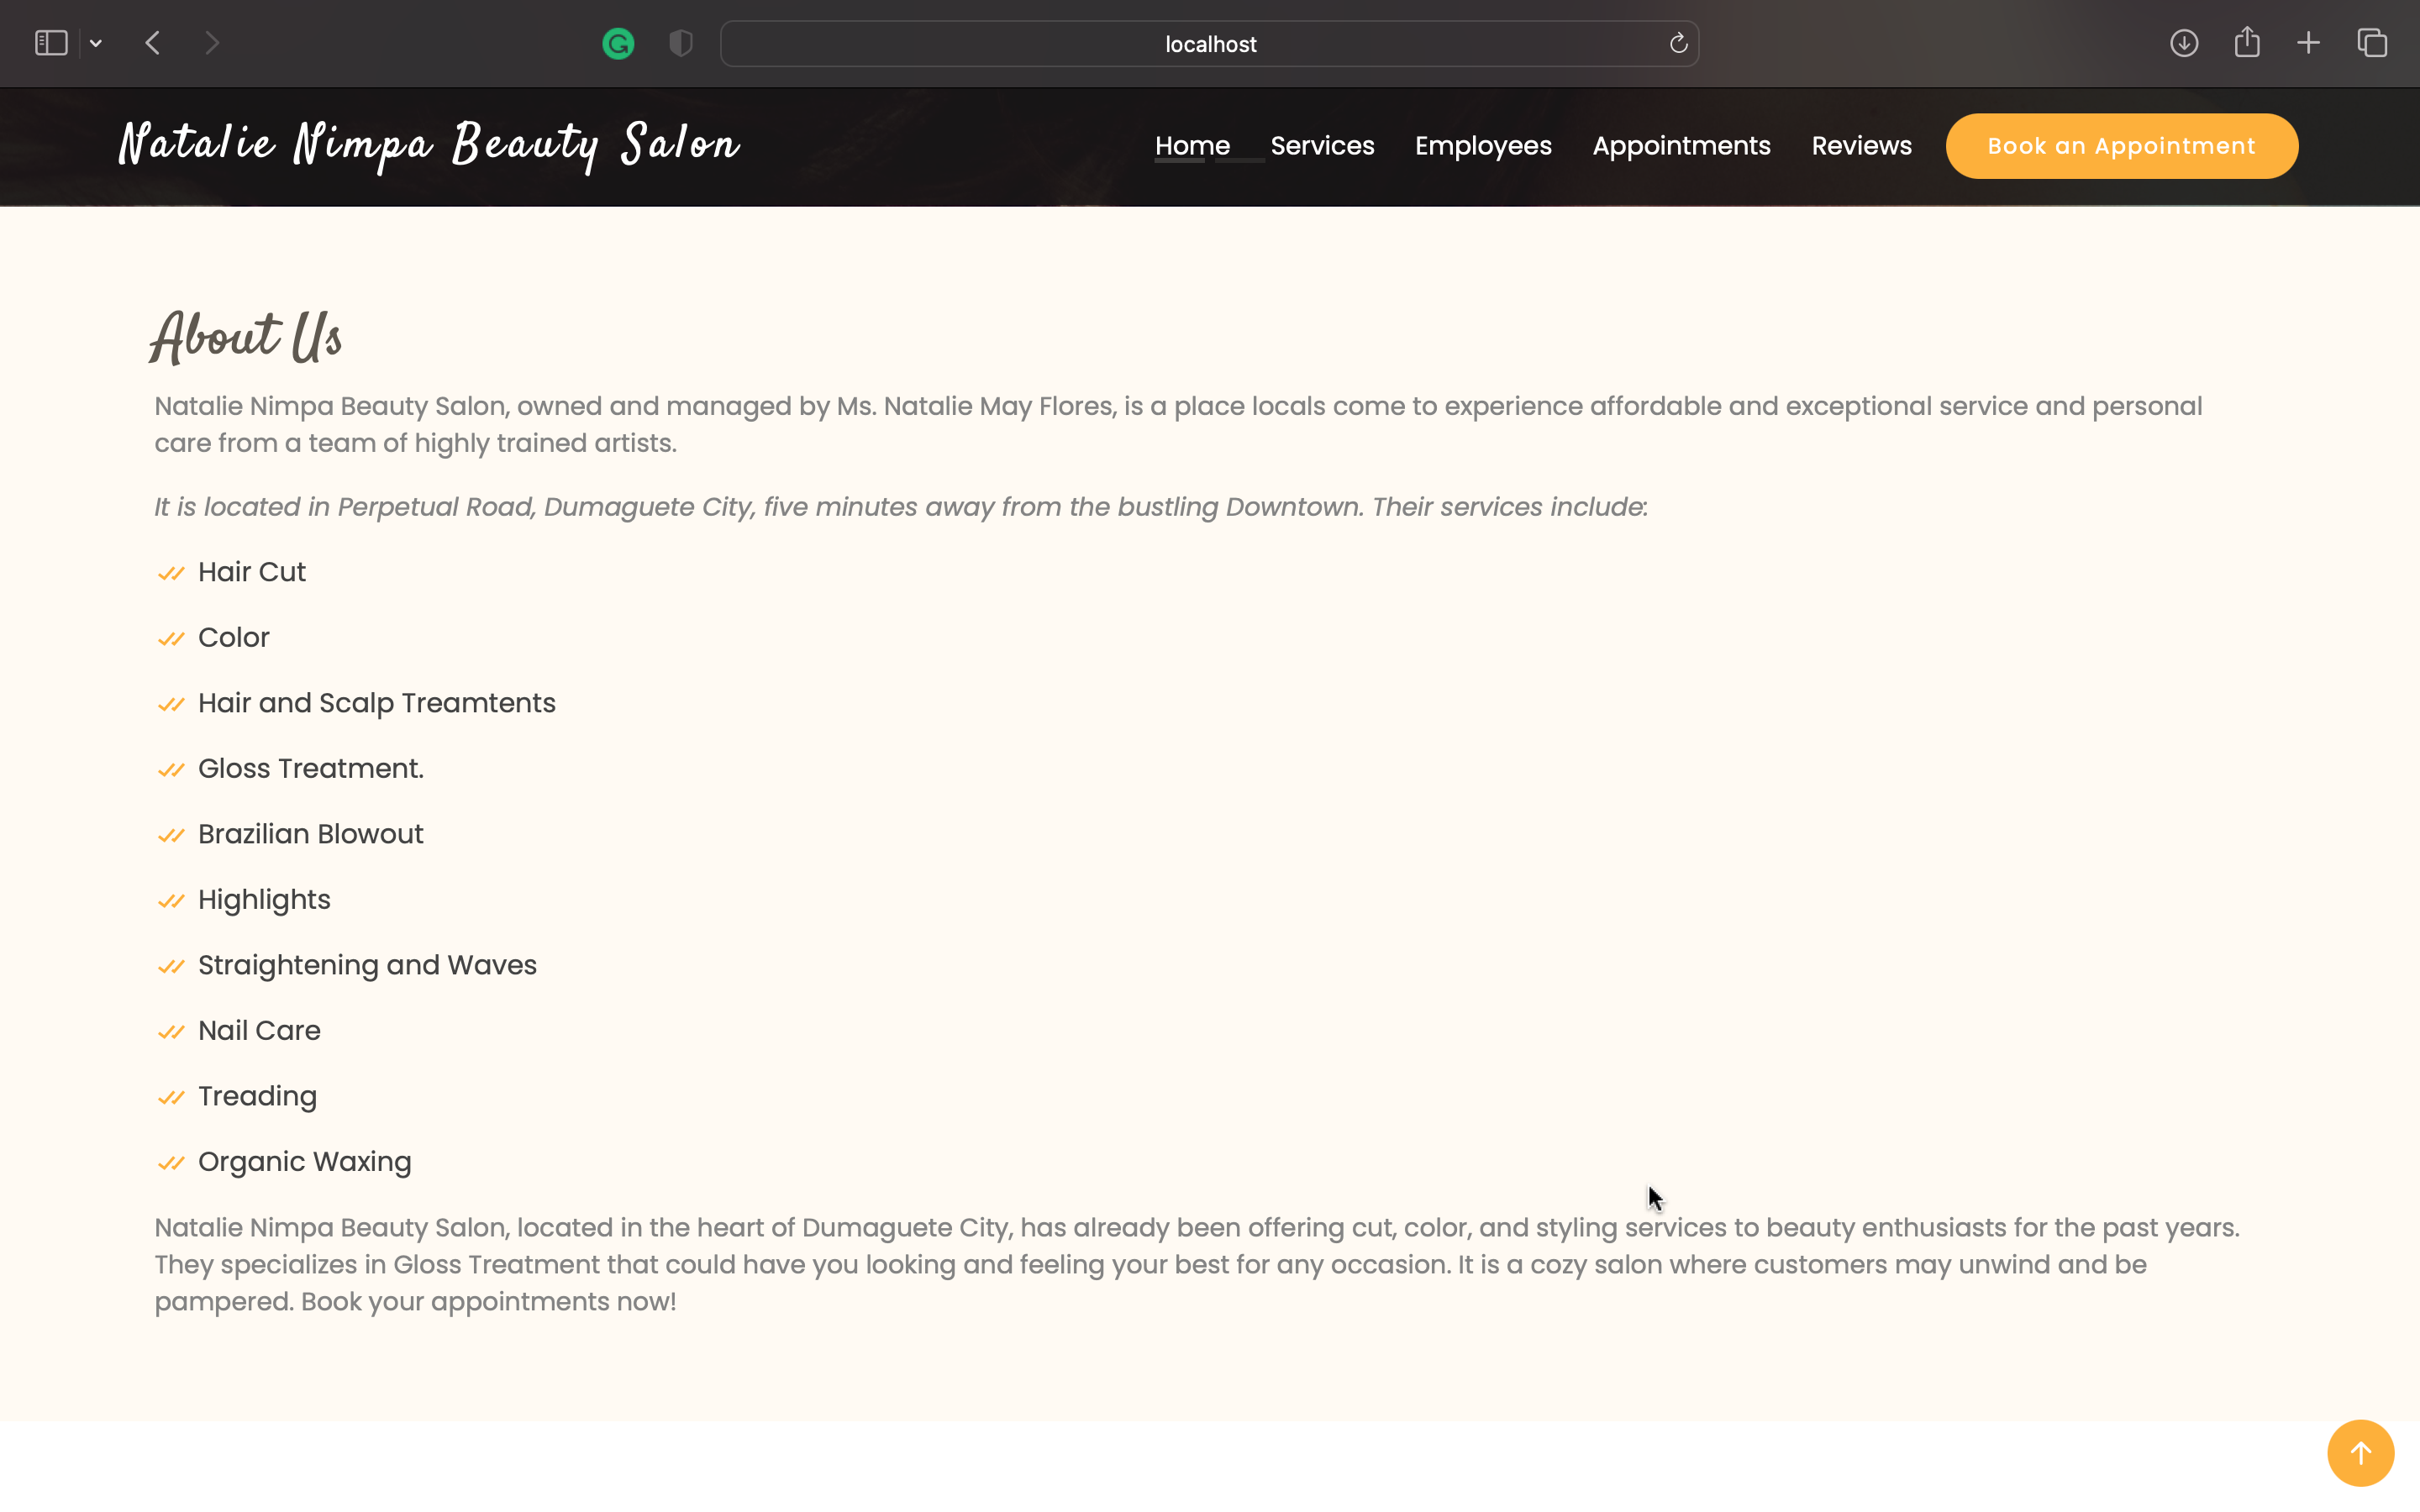 localhost
Natalie Nimpa Beauty Salon
Home Services Employees Appointments Reviews Book an Appointment
About Us
Natalie Nimpa Beauty Salon, owned and managed by Ms. Natalie May Flores, is a place locals come to experience affordable and exceptional service and personal
care from a team of highly trained artists.
It is located in Perpetual Road, Dumaguete City, five minutes away from the bustling Downtown. Their services include:
Hair Cut
Color
Hair and Scalp Treamtents
Gloss Treatment.
Brazilian Blowout
Highlights
Straightening and Waves
Nail Care
Treading
Organic Waxing
Natalie Nimpa Beauty Salon, located in the heart of Dumaguete City, has already been offering cut, color, and styling services to beauty enthusiasts for the past years.
They specializes in Gloss Treatment that could have you looking and feeling your best for any occasion. It is a cozy salon where customers may unwind and be
pampered. Book your appointments now!